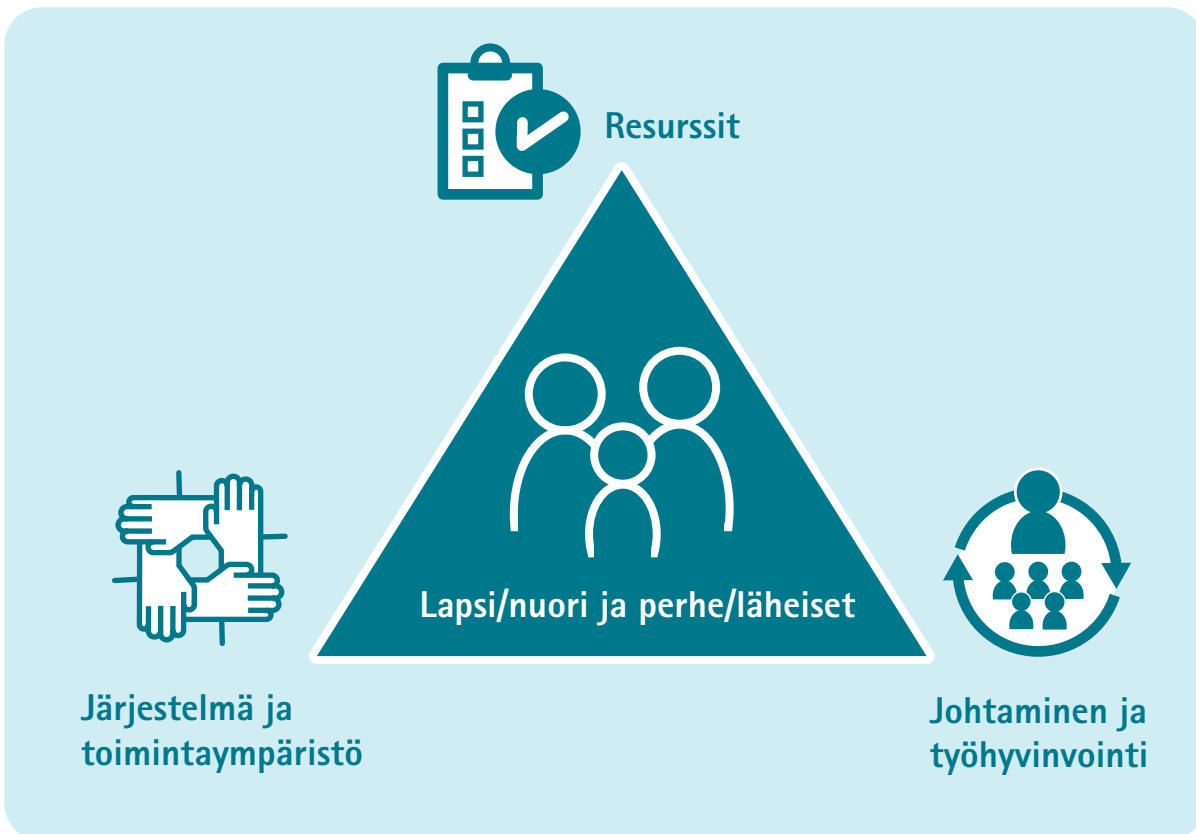 Resurssit
Lapsi/nuori ja perhe/läheiset
Järjestelmä ja
toimintaympäristö
Johtaminen ja
työhyvinvointi